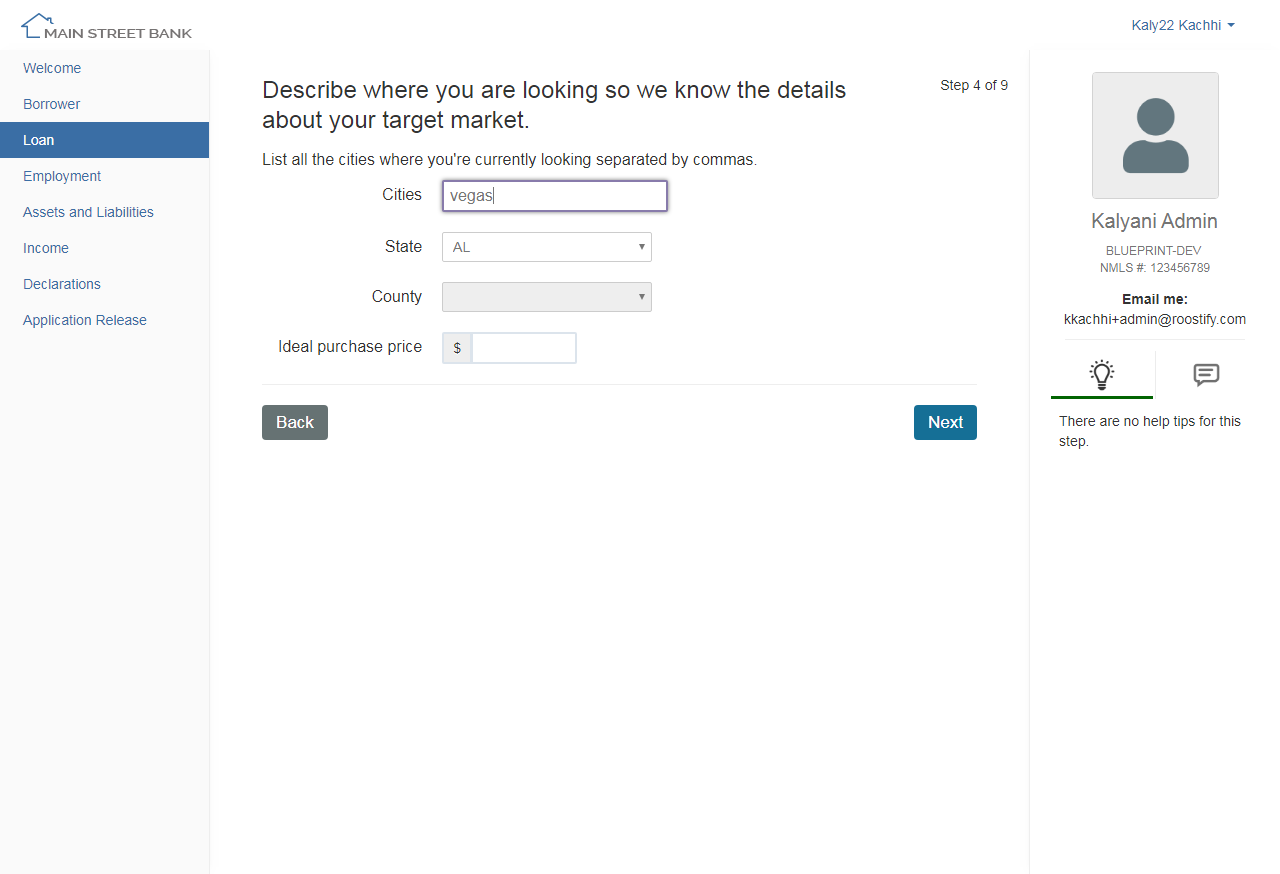 MAIN STREET BANK
Kaly22 Kachhi
Welcome
Borrower
Loan
Employment
Assets and Liabilities
Income
Declarations
Application Release
Describe where you are looking so we know the details
about your target market.
Step 4 of 9
List all the cities where you're currently looking separated by commas.
Cities vegas
State AL
County
Ideal purchase price $
Back Next
Kalyani Admin
BLUEPRINT-DEV
NMLS #: 123456789
Email me:
kkachhi+admin@roostify.com
There are no help tips for this
step.